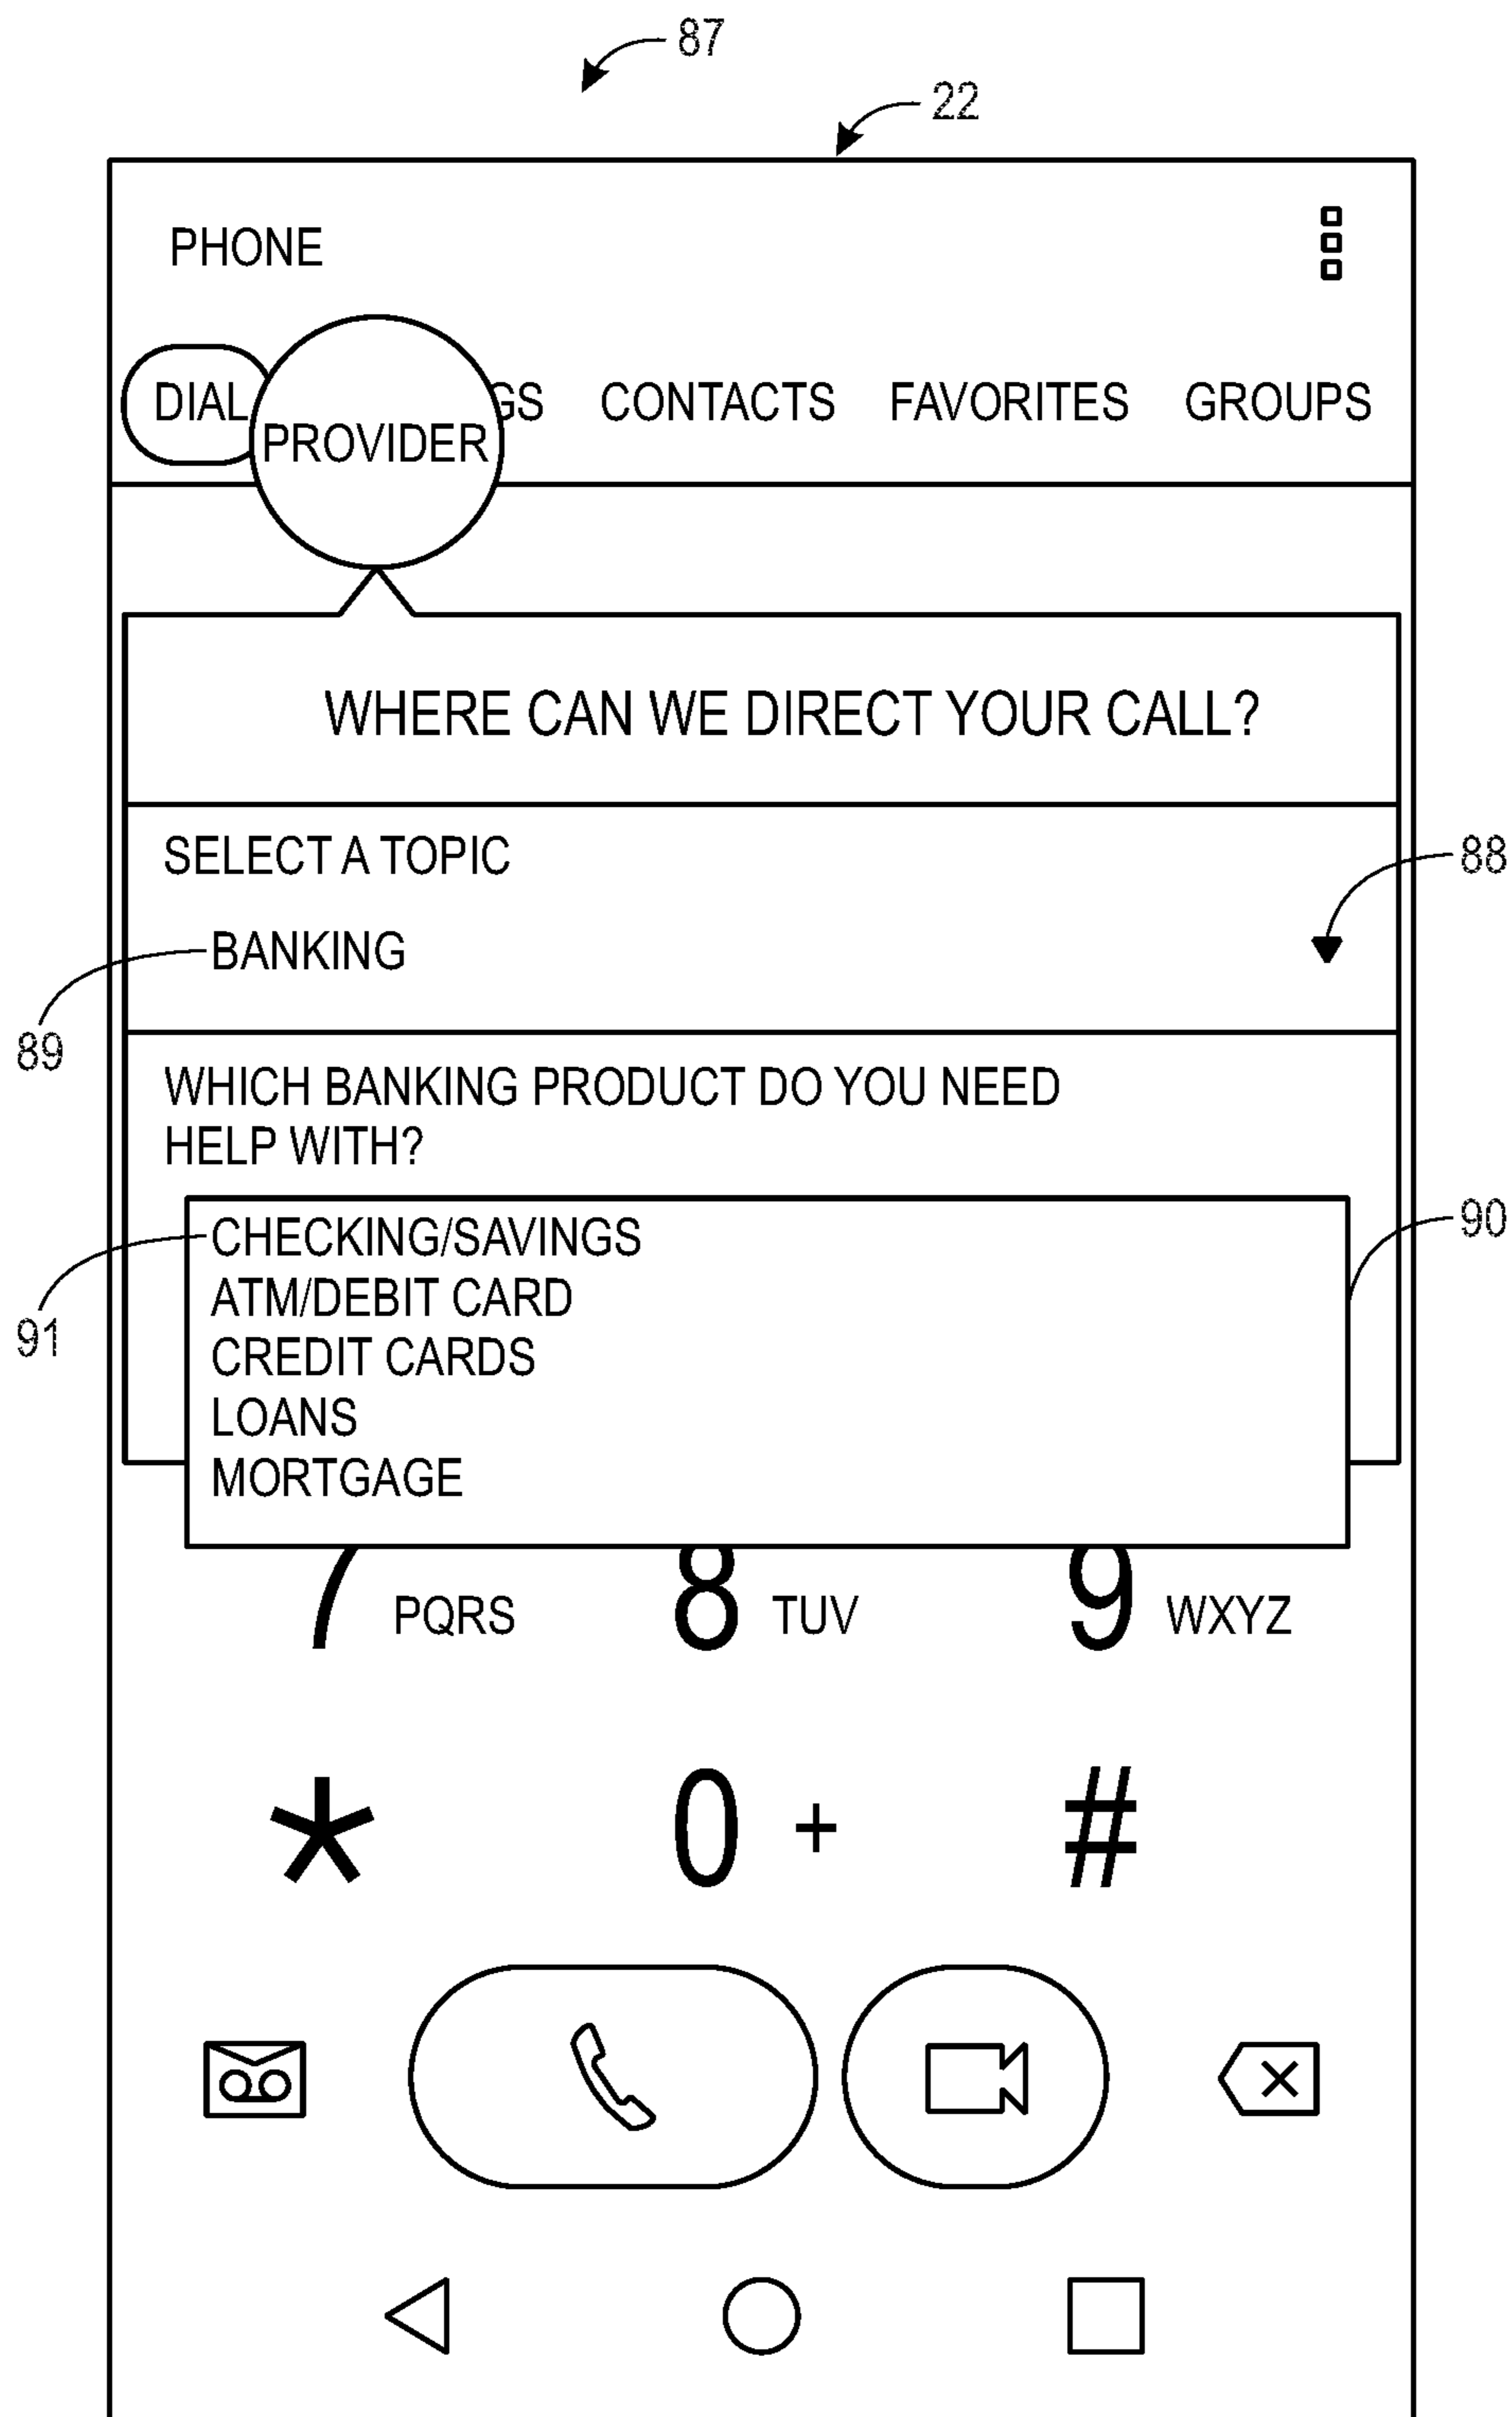 87
22
PHONE
DIAL GS CONTACTS FAVORITES GROUPS
PROVIDER
WHERE CAN WE DIRECT YOUR CALL?
SELECT A TOPIC
88
BANKING
89
WHICH BANKING PRODUCT DO YOU NEED
HELP WITH?
90
CHECKING/SAVINGS
91
ATM/DEBIT CARD
CREDIT CARDS
LOANS
MORTGAGE
7 PQRS 8 TUV 9 WXYZ
* 0 + #